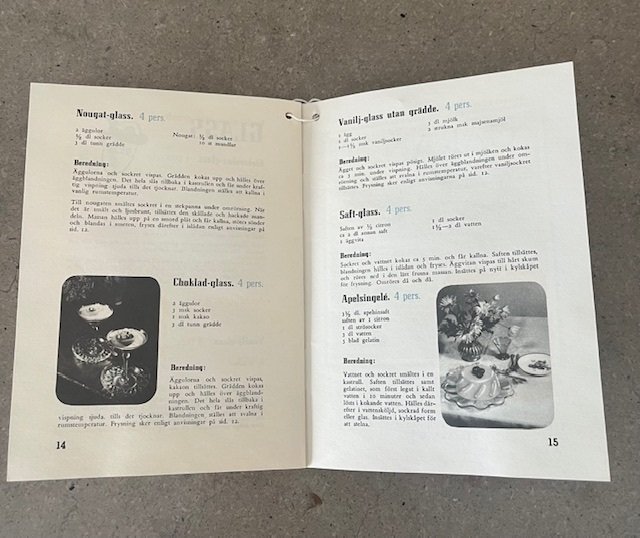 Nougat-glass. 4 pers.
2 äggulor
½ dl socker
3 dl tunn grädde
Nougat: ½ dl socker
10 st mandlar
Beredning:
Äggulorna och sockret vispas. Grädden kokas upp och hälles över
äggblandningen. Det hela slås tillbaka i kastrullen och får under kraf-
tig vispning sjuda tills det tjocknar. Blandningen ställes att kallna i
vanlig rumstemperatur.
Till nougaten smältes sockret i en stekpanna under omrörning. När
det är smält och ljusbrunt, tillsättes den skållade och hackade man-
deln. Massan hälles upp på en smord plåt och får kallna, stötes sönder
och blandas i smeten, fryses därefter i islådan enligt anvisningar på
sid. 12.
Choklad-glass. 4 pers.
2 äggulor
3 msk socker
1 msk kakao
3 dl tunn grädde
Beredning:
Äggulorna och sockret vispas,
kakaon tillsättes. Grädden kokas
upp och hälles över äggbland-
ningen. Det hela slås tillbaka i
kastrullen och får under kraftig
vispning sjuda, tills det tjocknar. Blandningen ställes att svalna i
rumstemperatur. Frysning sker enligt anvisningar på sid. 12.
14
Vanilj-glass utan grädde. 4 pers.
1 ägg
1 dl socker
1—1½ msk vaniljsocker
3 dl mjölk
2 strukna msk majsenamjöl
Beredning:
Ägget och sockret vispas pösigt. Mjölet röres ut i mjölken och kokas
ca 2 min. under vispning. Hälles över äggblandningen under om-
rörning och ställes att svalna i rumstemperatur, varefter vaniljsockret
tillsättes. Frysning sker enligt anvisningarna på sid. 12.
Saft-glass. 4 pers.
Saften av ½ citron
ca 2 dl annan saft
1 äggvita
1 dl socker
1½—2 dl vatten
Beredning:
Sockret och vattnet kokas 5 min. och får kallna. Saften tillsättes,
blandningen hälles i islådan och fryses. Äggvitan vispas till hårt skum
och röres ned i den lätt frusna massan. Insättes på nytt i kylskåpet
för frysning. Omröres då och då.
Apelsingelé. 4 pers.
3½ dl. apelsinsaft
saften av 1 citron
1 dl strösocker
3 dl vatten
5 blad gelatin
Beredning:
Vattnet och sockret smältes i en
kastrull. Saften tillsättes samt
gelatinet, som först legat i kallt
vatten i 10 minuter och sedan
löts i kokande vatten. Hälles där-
efter i vattensköljd, sockrad form
eller glas. Insättes i kylskåpet för
att stelna.
15